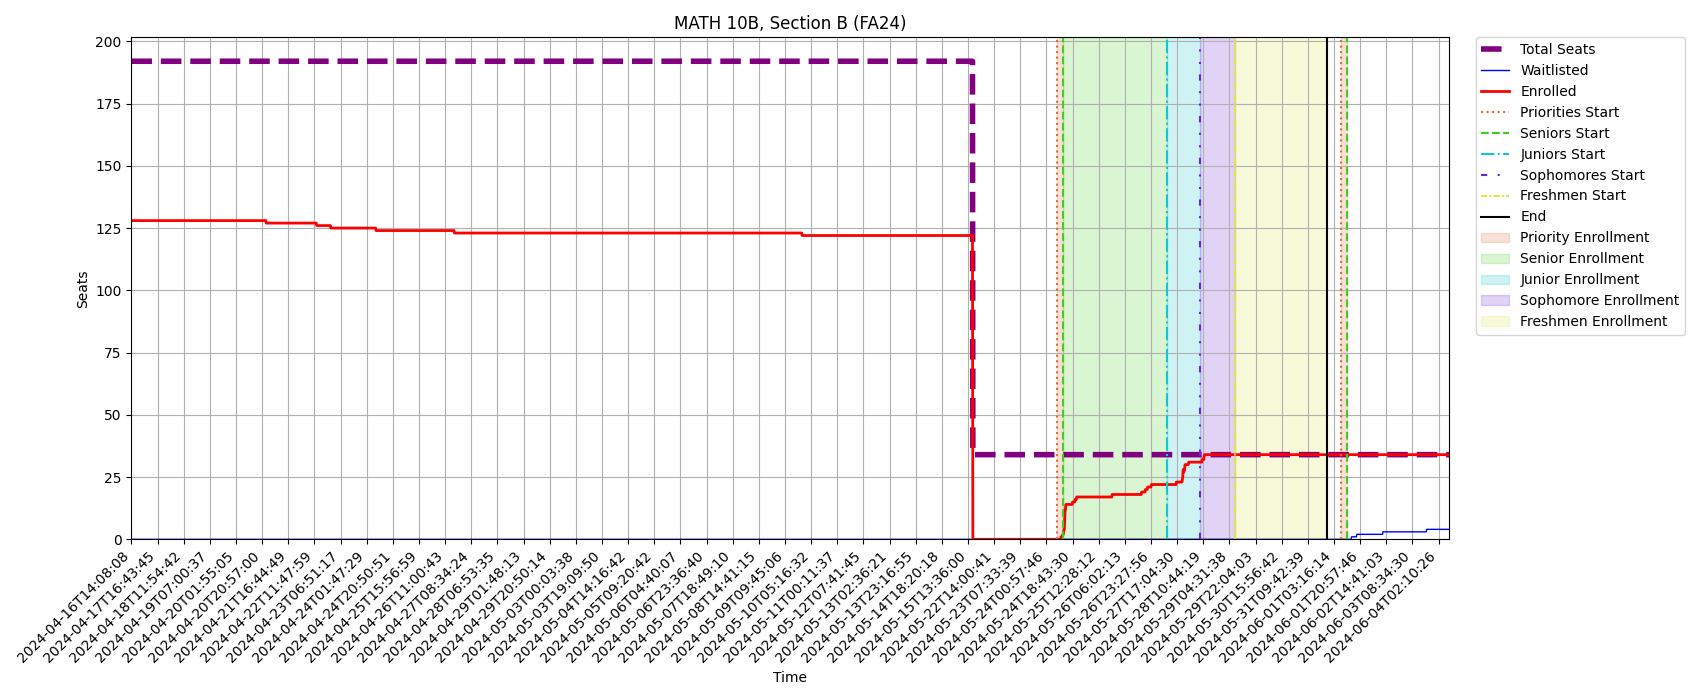 MATH 10B, Section B (FA24)
Seats
200
175
150
125
100
75
50
25
0
2024-04-16T14:08:08
2024-04-17T16:43:45
2024-04-18T11:54:42
2024-04-19T07:00:37
2024-04-20T01:55:05
2024-04-20T20:57:00
2024-04-21T16:44:49
2024-04-22T11:47:59
2024-04-23T06:51:17
2024-04-24T01:47:29
2024-04-24T20:50:51
2024-04-25T15:56:59
2024-04-26T11:00:43
2024-04-27T08:34:24
2024-04-28T06:53:35
2024-04-29T01:48:13
2024-04-29T20:50:14
2024-05-03T00:03:38
2024-05-03T19:09:50
2024-05-04T14:16:42
2024-05-05T09:20:42
2024-05-06T04:40:07
2024-05-06T23:36:40
2024-05-07T18:49:10
2024-05-08T14:41:15
2024-05-09T09:45:06
2024-05-10T05:16:32
2024-05-11T00:11:37
2024-05-12T07:41:45
2024-05-13T02:36:21
2024-05-13T23:16:55
2024-05-14T18:20:18
2024-05-15T13:36:00
2024-05-22T14:00:41
2024-05-23T07:33:39
2024-05-24T00:57:46
2024-05-24T18:43:30
2024-05-25T12:28:12
2024-05-26T06:02:13
2024-05-26T23:27:56
2024-05-27T17:04:30
2024-05-28T10:44:19
2024-05-29T04:31:38
2024-05-29T22:04:03
2024-05-30T15:56:42
2024-05-31T09:42:39
2024-06-01T03:16:14
2024-06-01T20:57:46
2024-06-02T14:41:03
2024-06-03T08:34:30
2024-06-04T02:10:26
Time
Total Seats
Waitlisted
Enrolled
Priorities Start
Seniors Start
Juniors Start
Sophomores Start
Freshmen Start
End
Priority Enrollment
Senior Enrollment
Junior Enrollment
Sophomore Enrollment
Freshmen Enrollment